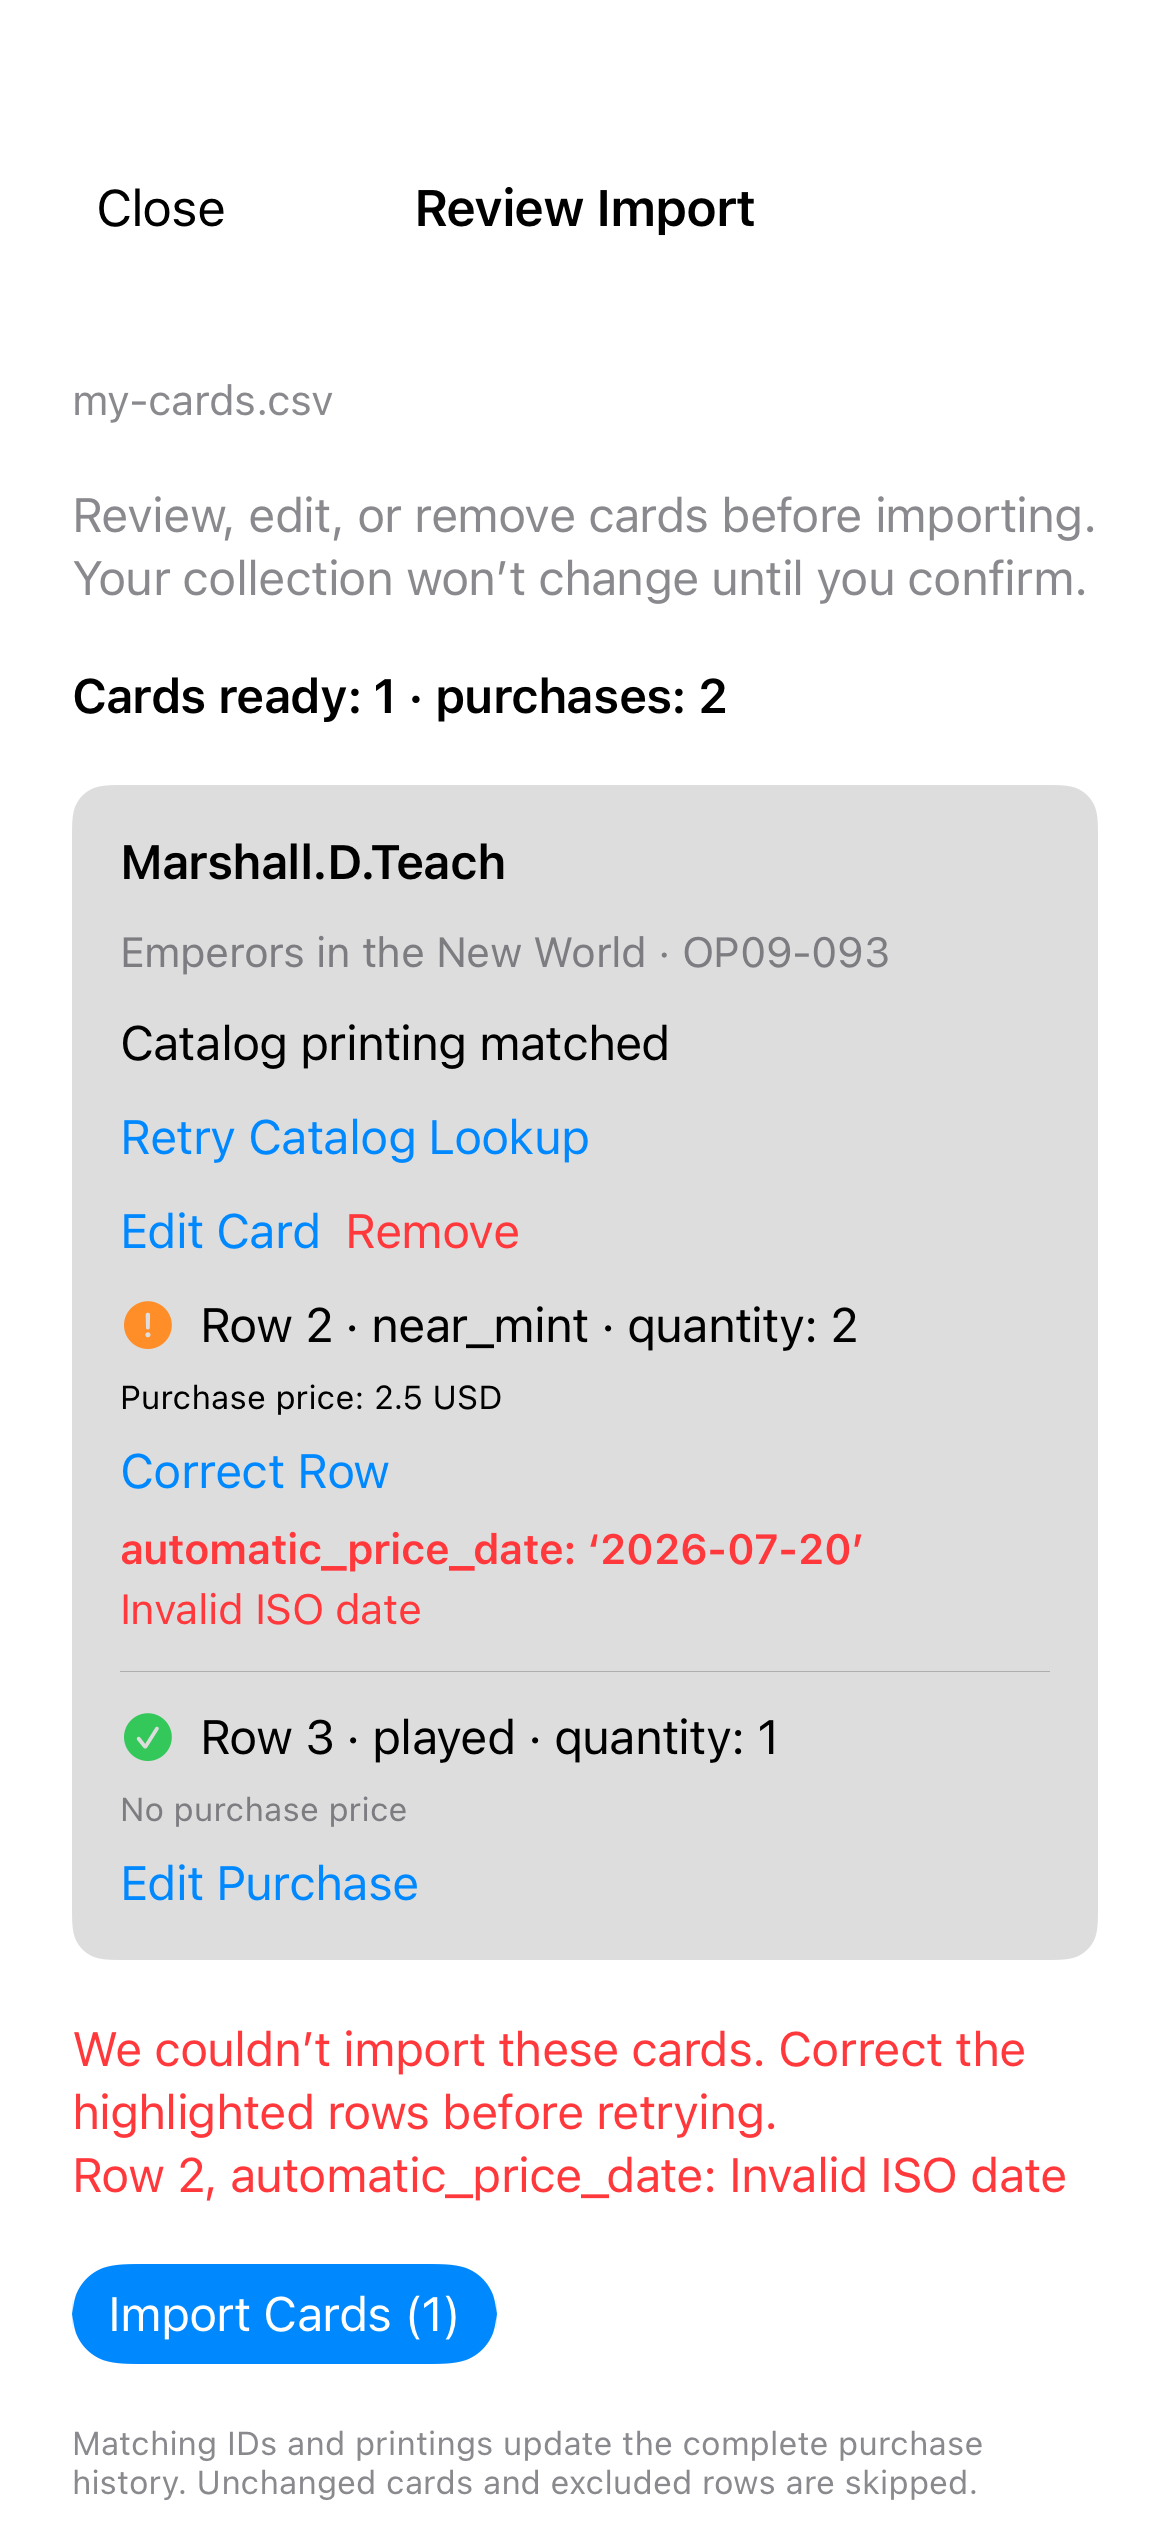 Close
Review Import
my-cards.csv
Review, edit, or remove cards before importing.
Your collection won’t change until you confirm.
Cards ready: 1 · purchases: 2
Marshall.D.Teach
Emperors in the New World · OP09-093
Catalog printing matched
Retry Catalog Lookup
Edit Card Remove
! Row 2 · near_mint · quantity: 2
Purchase price: 2.5 USD
Correct Row
automatic_price_date: ‘2026-07-20’
Invalid ISO date
Row 3 · played · quantity: 1
No purchase price
Edit Purchase
We couldn’t import these cards. Correct the
highlighted rows before retrying.
Row 2, automatic_price_date: Invalid ISO date
Import Cards (1)
Matching IDs and printings update the complete purchase
history. Unchanged cards and excluded rows are skipped.